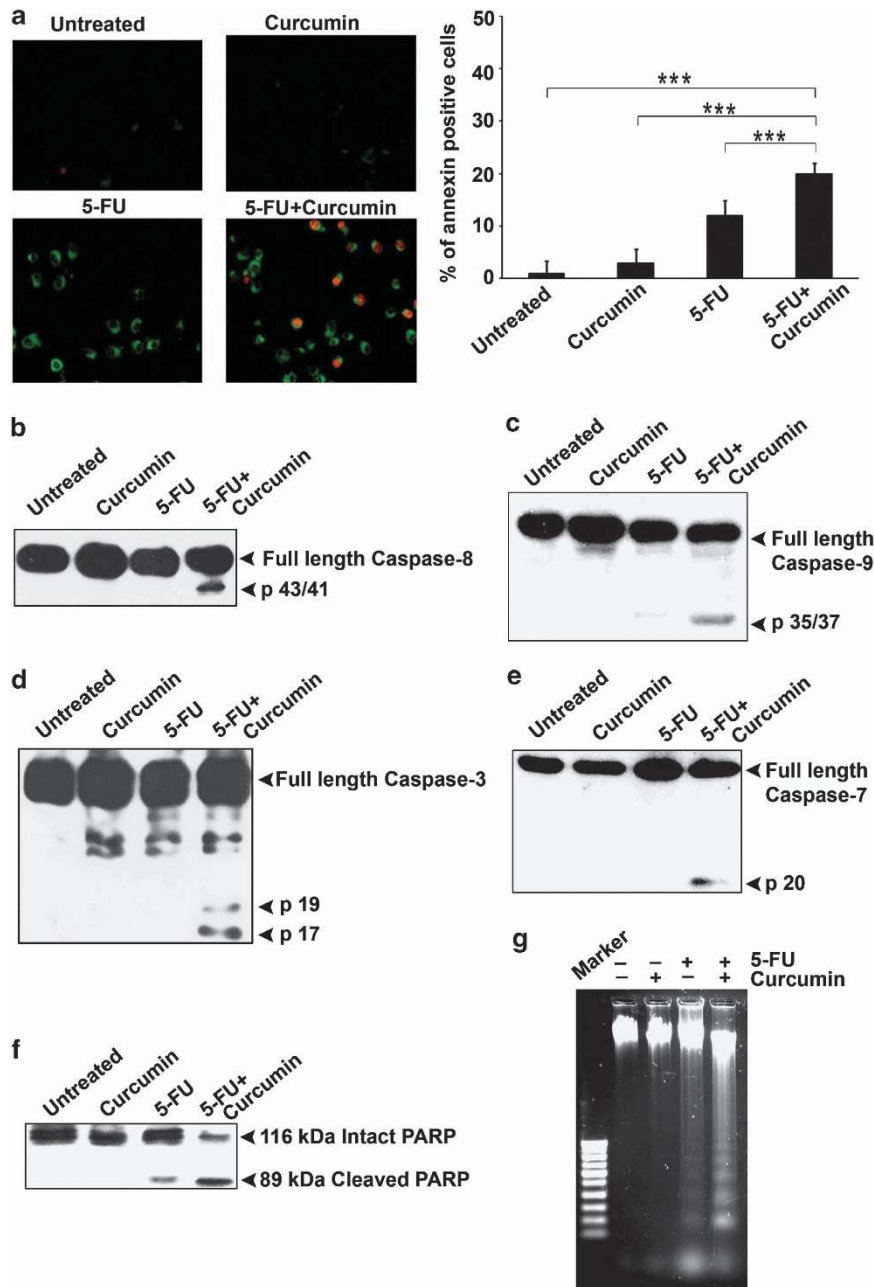 a
Untreated
Curcumin
5-FU
5-FU+Curcumin
% of annexin positive cells
50
40
30
20
10
0
***
***
***
Untreated
Curcumin
5-FU
5-FU+
Curcumin
b
Untreated
Curcumin
5-FU
5-FU+
Curcumin
Full length Caspase-8
p 43/41
c
Untreated
Curcumin
5-FU
5-FU+
Curcumin
Full length
Caspase-9
p 35/37
d
Untreated
Curcumin
5-FU
5-FU+
Curcumin
Full length Caspase-3
p 19
p 17
e
Untreated
Curcumin
5-FU
5-FU+
Curcumin
Full length
Caspase-7
p 20
f
Untreated
Curcumin
5-FU
5-FU+
Curcumin
116 kDa Intact PARP
89 kDa Cleaved PARP
g
Marker
– – + + 5-FU
– + – + Curcumin